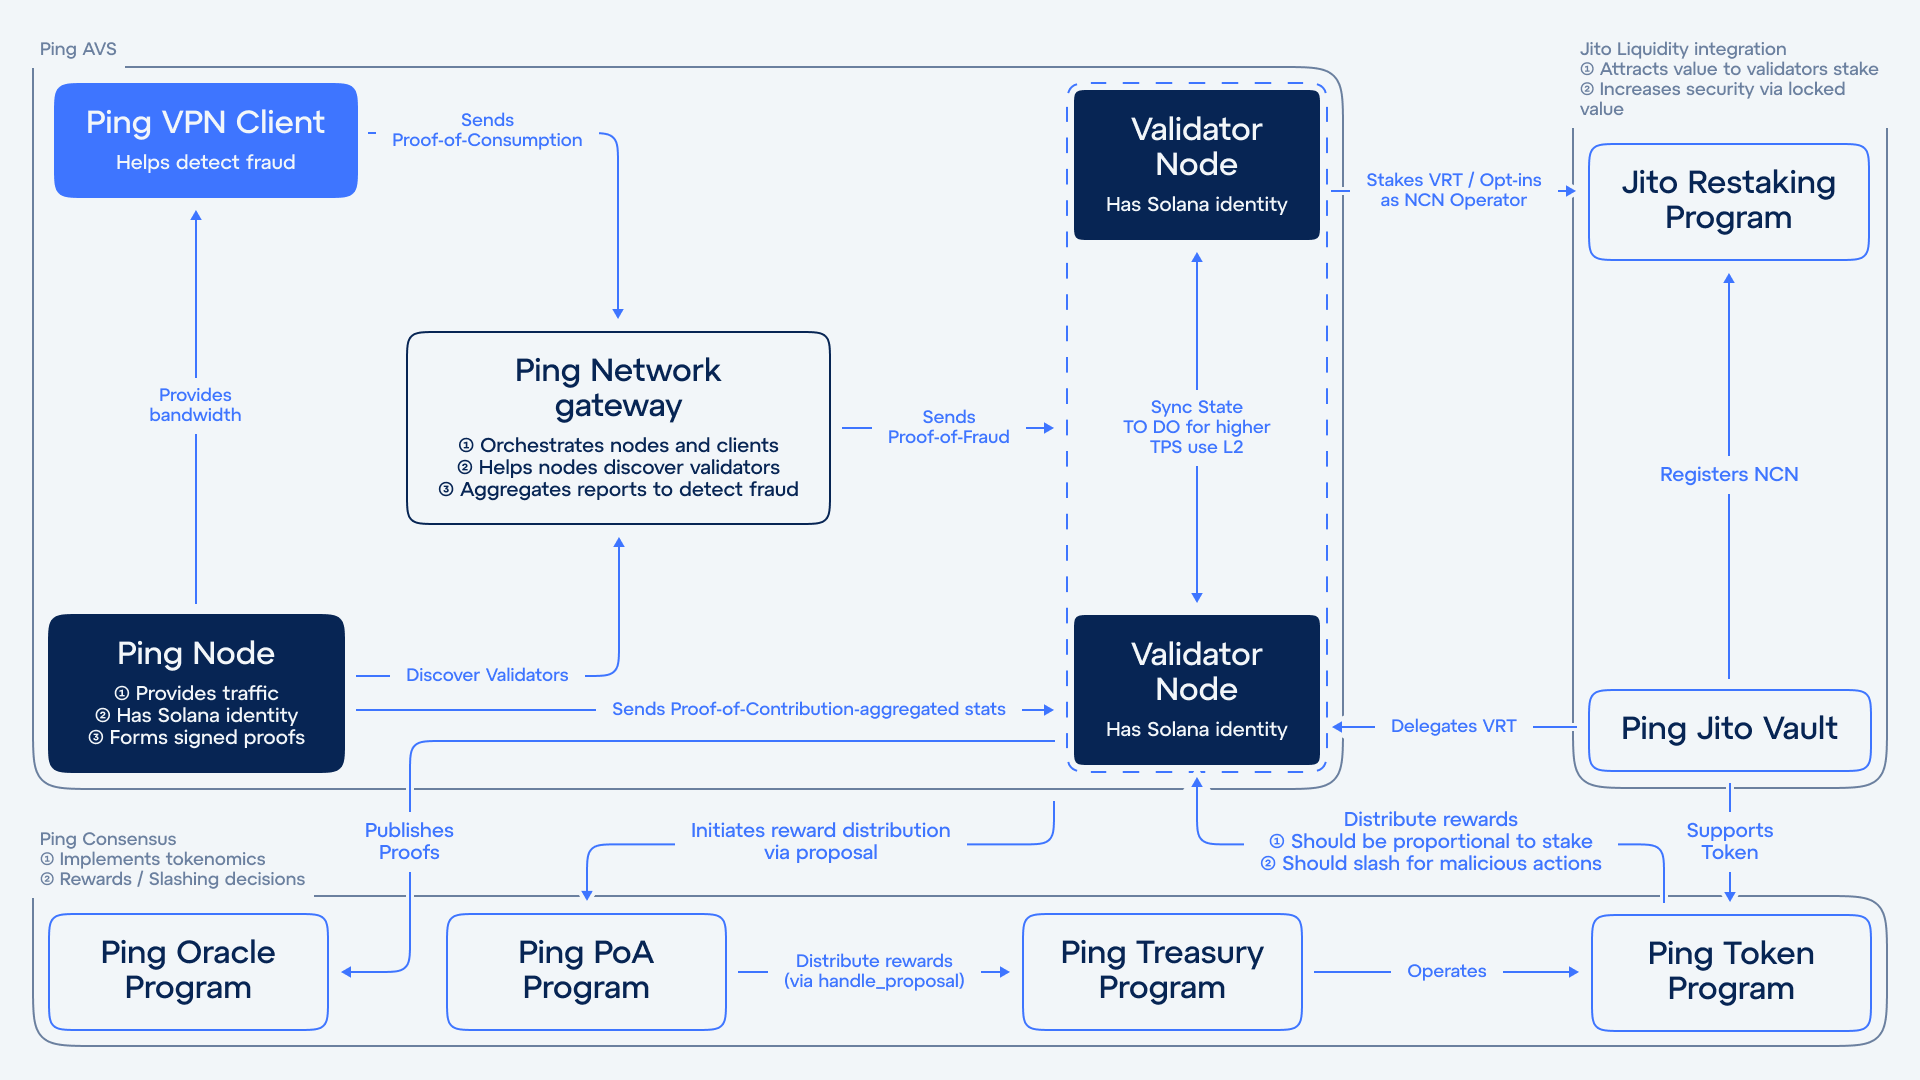 Ping AVS
Jito Liquidity integration
① Attracts value to validators stake
② Increases security via locked
value
Ping VPN Client
Helps detect fraud
Sends
Proof-of-Consumption
Validator
Node
Has Solana identity
Stakes VRT / Opt-ins
as NCN Operator
Jito Restaking
Program
Provides
bandwidth
Ping Network
gateway
① Orchestrates nodes and clients
② Helps nodes discover validators
③ Aggregates reports to detect fraud
Sends
Proof-of-Fraud
Sync State
TO DO for higher
TPS use L2
Registers NCN
Ping Node
① Provides traffic
② Has Solana identity
③ Forms signed proofs
Discover Validators
Sends Proof-of-Contribution-aggregated stats
Validator
Node
Has Solana identity
Delegates VRT
Ping Jito Vault
Ping Consensus
① Implements tokenomics
② Rewards / Slashing decisions
Publishes
Proofs
Initiates reward distribution
via proposal
Distribute rewards
① Should be proportional to stake
② Should slash for malicious actions
Supports
Token
Ping Oracle
Program
Ping PoA
Program
Distribute rewards
(via handle_proposal)
Ping Treasury
Program
Operates
Ping Token
Program